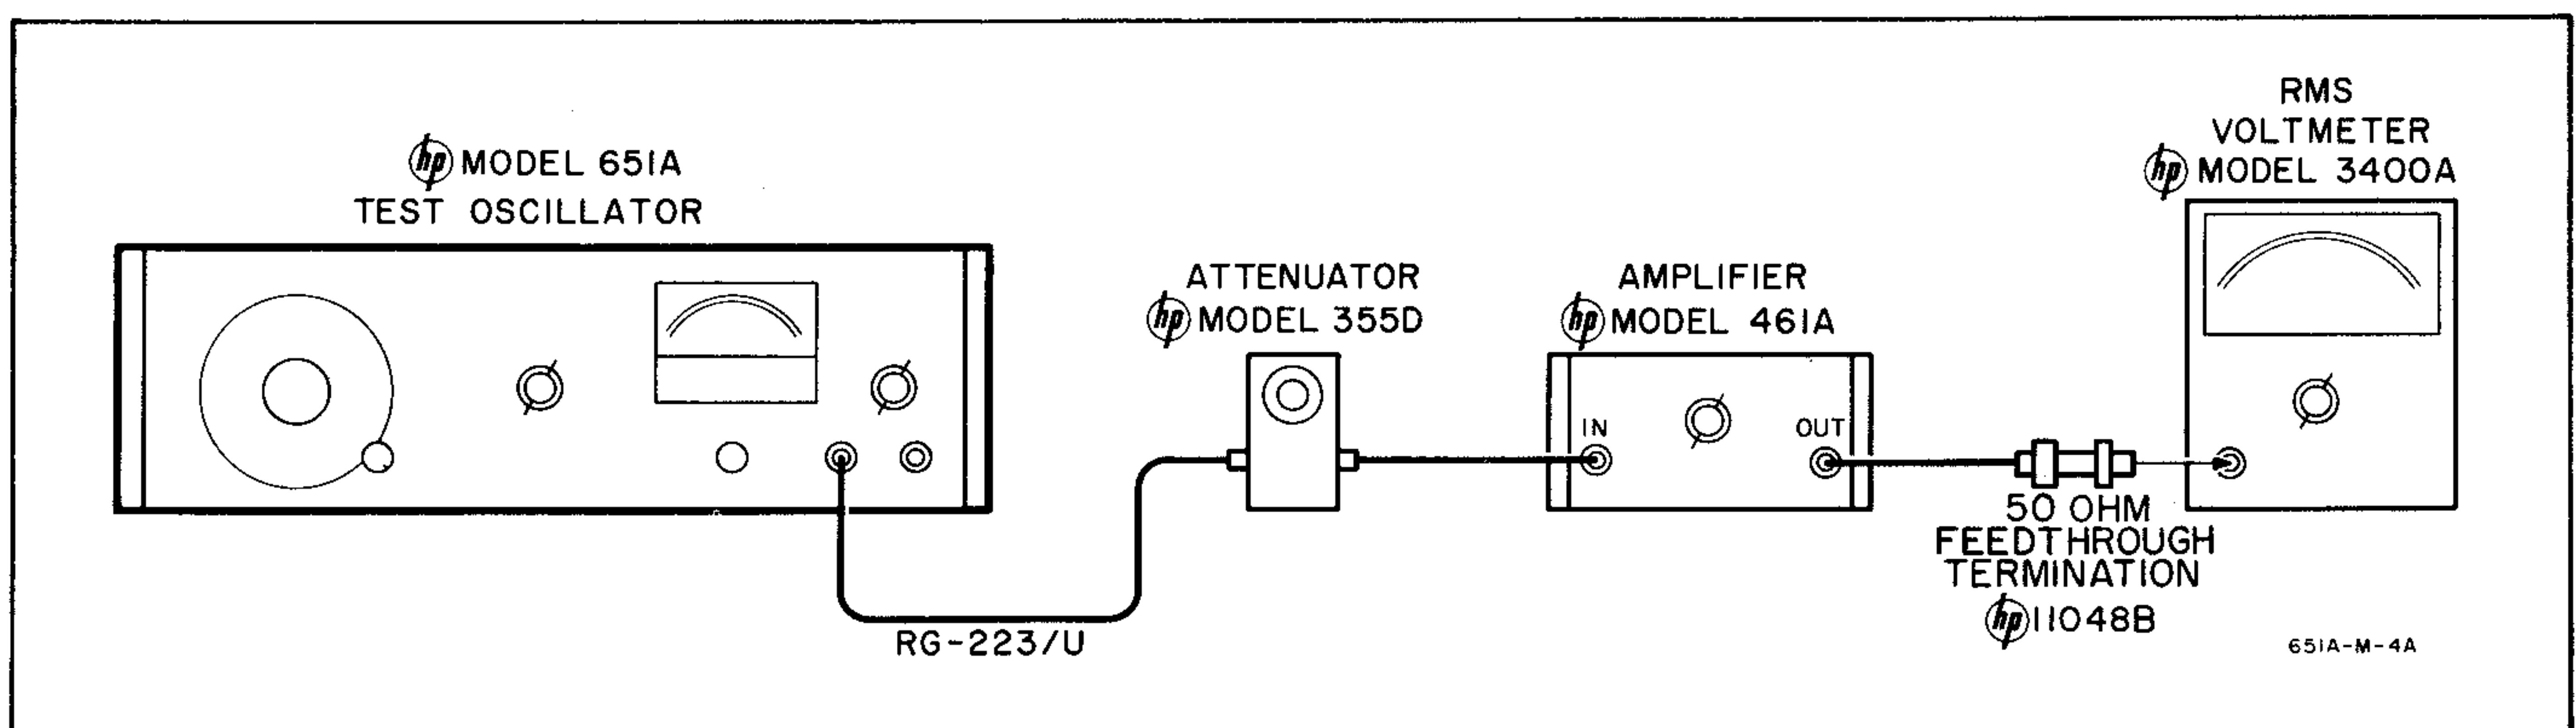 hp MODEL 651A
TEST OSCILLATOR
ATTENUATOR
hp MODEL 355D
AMPLIFIER
hp MODEL 461A
IN
OUT
RMS
VOLTMETER
hp MODEL 3400A
50 OHM
FEEDTHROUGH
TERMINATION
hp 11048B
RG-223/U
651A-M-4A